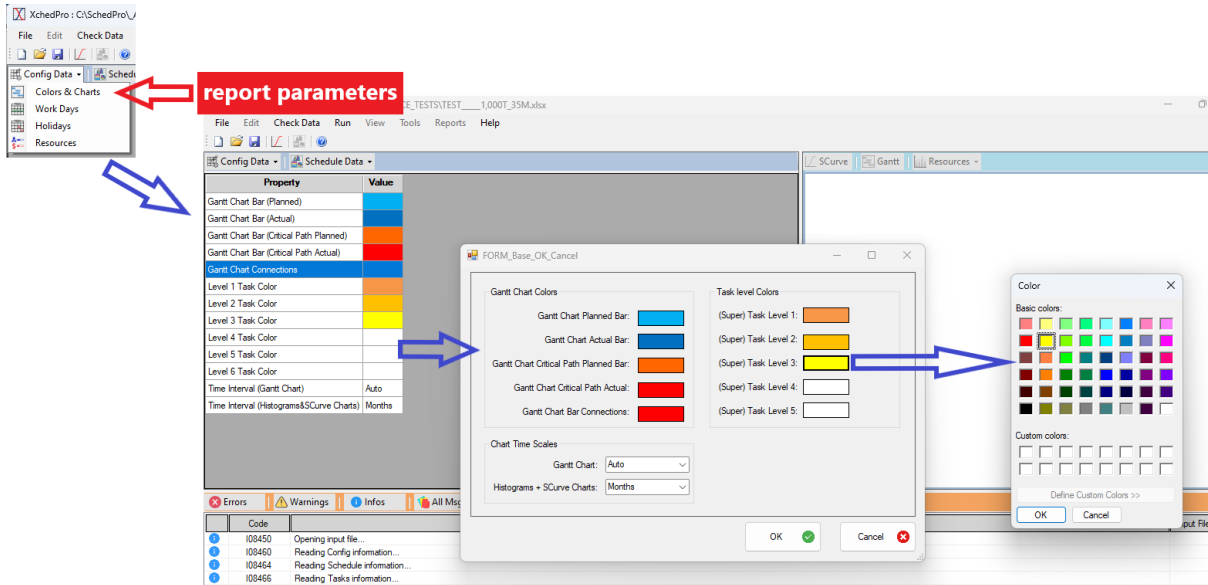 XchedPro : C:\SchedPro\_
File Edit Check Data
Config Data
Colors & Charts
Work Days
Holidays
Resources
report parameters
CE_TESTS\TEST____1,000T_35M.xlsx
File Edit Check Data Run View Tools Reports Help
Config Data Schedule Data
SCurve Gantt Resources
Property Value
Gantt Chart Bar (Planned)
Gantt Chart Bar (Actual)
Gantt Chart Bar (Critical Path Planned)
Gantt Chart Bar (Critical Path Actual)
Gantt Chart Connections
Level 1 Task Color
Level 2 Task Color
Level 3 Task Color
Level 4 Task Color
Level 5 Task Color
Level 6 Task Color
Time Interval (Gantt Chart) Auto
Time Interval (Histograms&SCurve Charts) Months
FORM_Base_OK_Cancel
Gantt Chart Colors
Gantt Chart Planned Bar:
Gantt Chart Actual Bar:
Gantt Chart Critical Path Planned Bar:
Gantt Chart Critical Path Actual:
Gantt Chart Bar Connections:
Task level Colors
(Super) Task Level 1:
(Super) Task Level 2:
(Super) Task Level 3:
(Super) Task Level 4:
(Super) Task Level 5:
Chart Time Scales
Gantt Chart: Auto
Histograms + SCurve Charts: Months
OK Cancel
Color
Basic colors:
Custom colors:
Define Custom Colors >>
OK Cancel
Errors Warnings Infos All
Code
Input File
I08450 Opening input file...
I08460 Reading Config information...
I08464 Reading Schedule information...
I08466 Reading Tasks information...